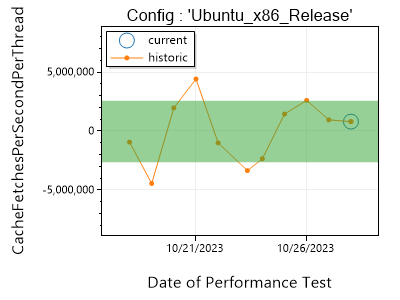 Config : 'Ubuntu_x86_Release'
current
historic
CacheFetchesPerSecondPerThread
5,000,000
0
-5,000,000
10/21/2023
10/26/2023
Date of Performance Test